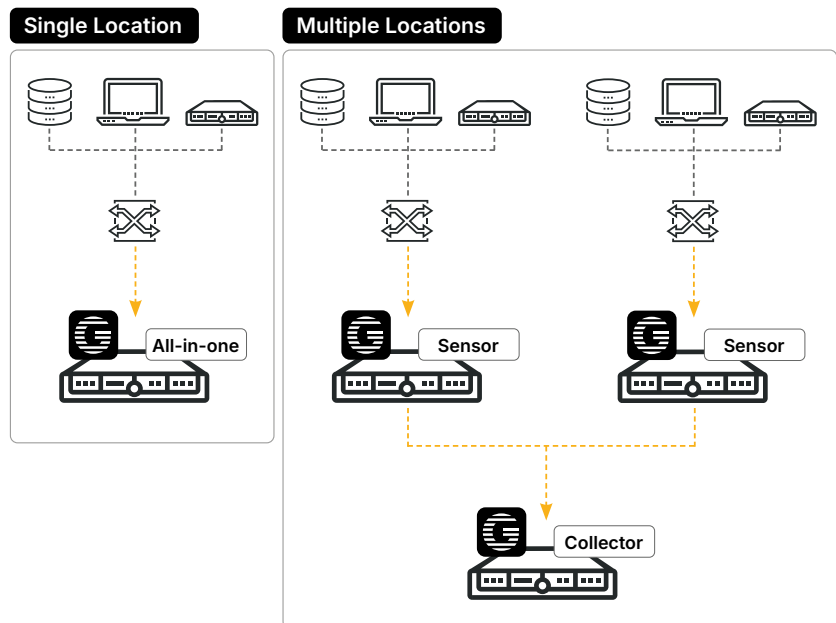 Single Location
Multiple Locations
G
All-in-one
G
Sensor
G
Sensor
G
Collector